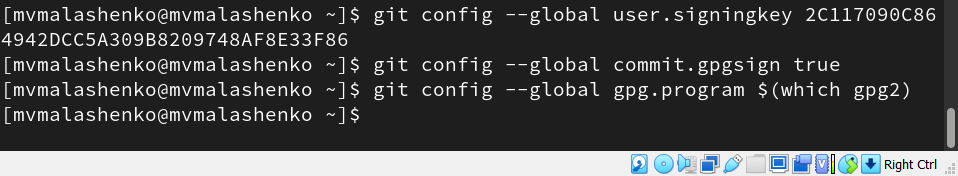 [mvmalashenko@mvmalashenko ~]$ git config --global user.signingkey 2C117090C86
4942DCC5A309B8209748AF8E33F86
[mvmalashenko@mvmalashenko ~]$ git config --global commit.gpgsign true
[mvmalashenko@mvmalashenko ~]$ git config --global gpg.program $(which gpg2)
[mvmalashenko@mvmalashenko ~]$
Right Ctrl